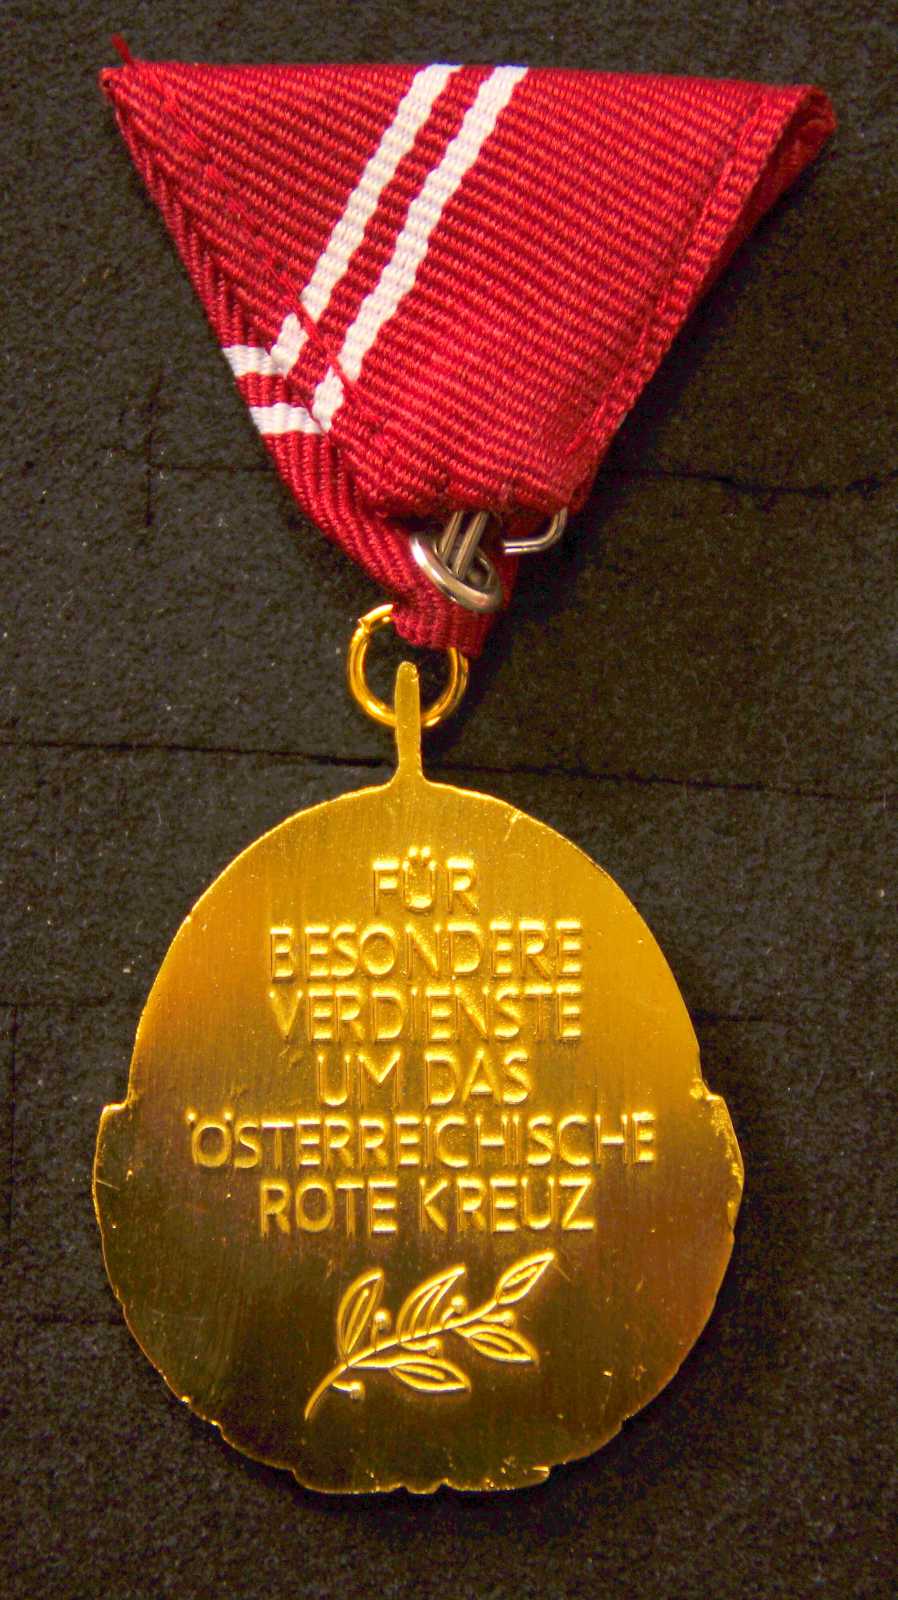 FÜR
BESONDERE
VERDIENSTE
UM DAS
ÖSTERREICHISCHE
ROTE KREUZ